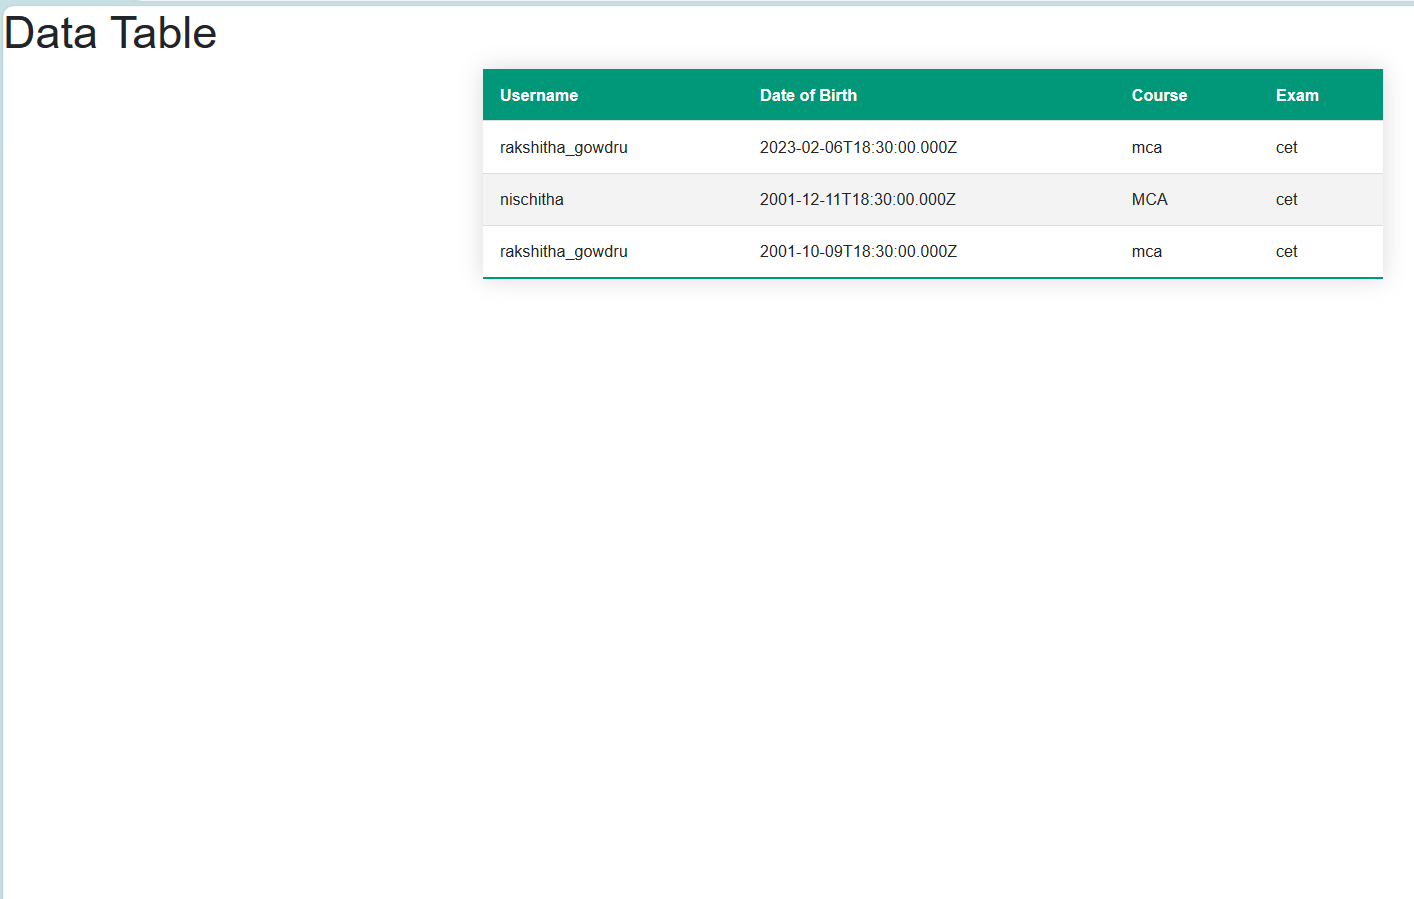 Data Table
Username Date of Birth Course Exam
rakshitha_gowdru 2023-02-06T18:30:00.000Z mca cet
nischitha 2001-12-11T18:30:00.000Z MCA cet
rakshitha_gowdru 2001-10-09T18:30:00.000Z mca cet